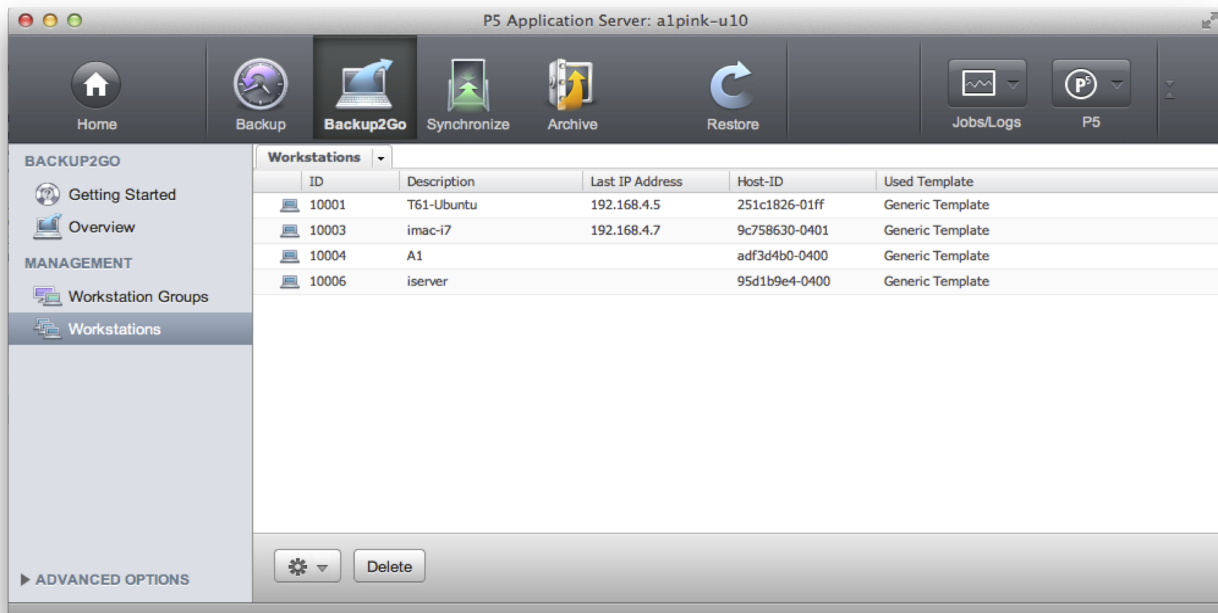 P5 Application Server: a1pink-u10
Home
Backup
Backup2Go
Synchronize
Archive
Restore
Jobs/Logs
P5
P5
BACKUP2GO
Getting Started
Overview
MANAGEMENT
Workstation Groups
Workstations
ADVANCED OPTIONS
Workstations
ID Description Last IP Address Host-ID Used Template
10001 T61-Ubuntu 192.168.4.5 251c1826-01ff Generic Template
10003 imac-i7 192.168.4.7 9c758630-0401 Generic Template
10004 A1 adf3d4b0-0400 Generic Template
10006 iserver 95d1b9e4-0400 Generic Template
Delete